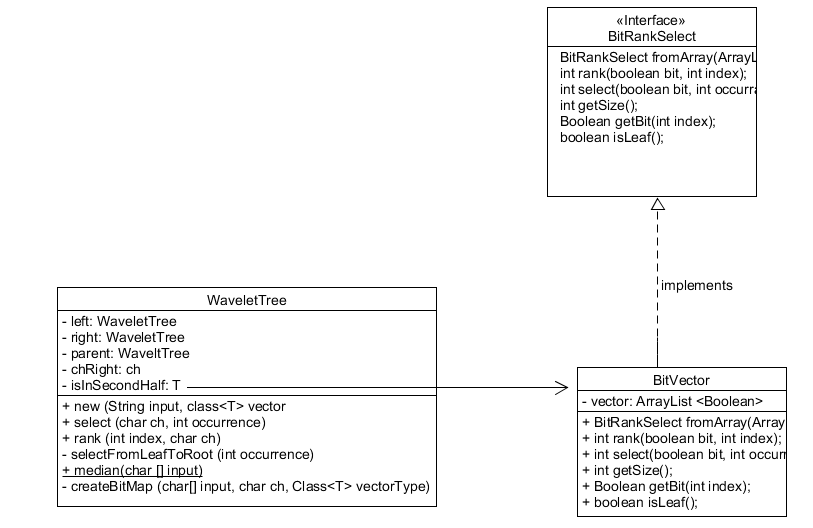 «Interface»
BitRankSelect
BitRankSelect fromArray(ArrayL
int rank(boolean bit, int index);
int select(boolean bit, int occurra
int getSize();
Boolean getBit(int index);
boolean isLeaf();
implements
WaveletTree
- left: WaveletTree
- right: WaveletTree
- parent: WaveltTree
- chRight: ch
- isInSecondHalf: T
+ new (String input, class<T> vector
+ select (char ch, int occurrence)
+ rank (int index, char ch)
- selectFromLeafToRoot (int occurrence)
+ median(char [] input)
- createBitMap (char[] input, char ch, Class<T> vectorType)
BitVector
- vector: ArrayList <Boolean>
+ BitRankSelect fromArray(Array
+ int rank(boolean bit, int index);
+ int select(boolean bit, int occurr
+ int getSize();
+ Boolean getBit(int index);
+ boolean isLeaf();